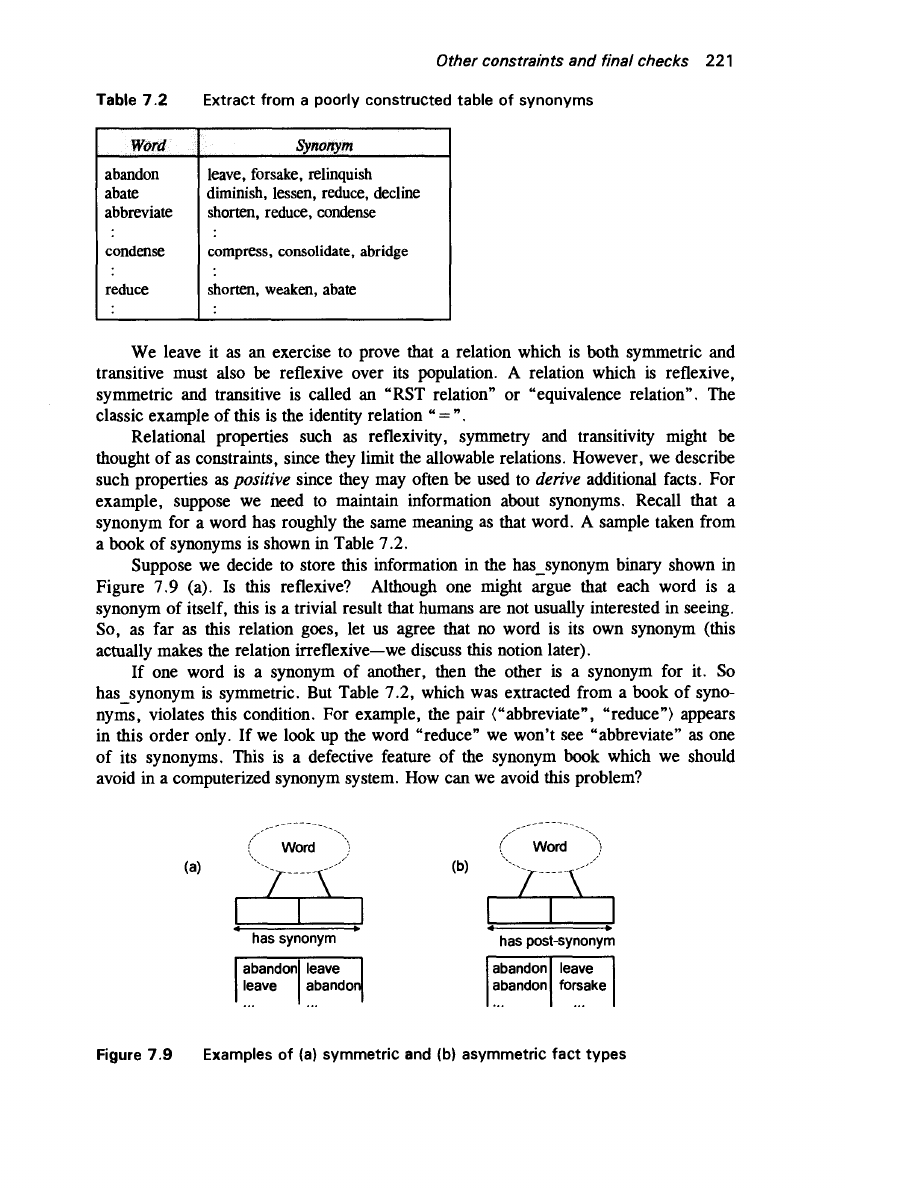 Other constraints and final checks 221
Table 7.2 Extract from a poorly constructed table of synonyms
Word Synonym
abandon leave, forsake, relinquish
abate diminish, lessen, reduce, decline
abbreviate shorten, reduce, condense
: :
condense compress, consolidate, abridge
: :
reduce shorten, weaken, abate
: :
We leave it as an exercise to prove that a relation which is both symmetric and
transitive must also be reflexive over its population. A relation which is reflexive,
symmetric and transitive is called an “RST relation” or “equivalence relation”. The
classic example of this is the identity relation “=”.
Relational properties such as reflexivity, symmetry and transitivity might be
thought of as constraints, since they limit the allowable relations. However, we describe
such properties as positive since they may often be used to derive additional facts. For
example, suppose we need to maintain information about synonyms. Recall that a
synonym for a word has roughly the same meaning as that word. A sample taken from
a book of synonyms is shown in Table 7.2.
Suppose we decide to store this information in the has_synonym binary shown in
Figure 7.9 (a). Is this reflexive? Although one might argue that each word is a
synonym of itself, this is a trivial result that humans are not usually interested in seeing.
So, as far as this relation goes, let us agree that no word is its own synonym (this
actually makes the relation irreflexive—we discuss this notion later).
If one word is a synonym of another, then the other is a synonym for it. So
has_synonym is symmetric. But Table 7.2, which was extracted from a book of syno-
nyms, violates this condition. For example, the pair ⟨“abbreviate”, “reduce”⟩ appears
in this order only. If we look up the word “reduce” we won’t see “abbreviate” as one
of its synonyms. This is a defective feature of the synonym book which we should
avoid in a computerized synonym system. How can we avoid this problem?
(a)
Word
has synonym
abandon leave
leave abandon
... ...
(b)
Word
has post-synonym
abandon leave
abandon forsake
... ...
Figure 7.9 Examples of (a) symmetric and (b) asymmetric fact types